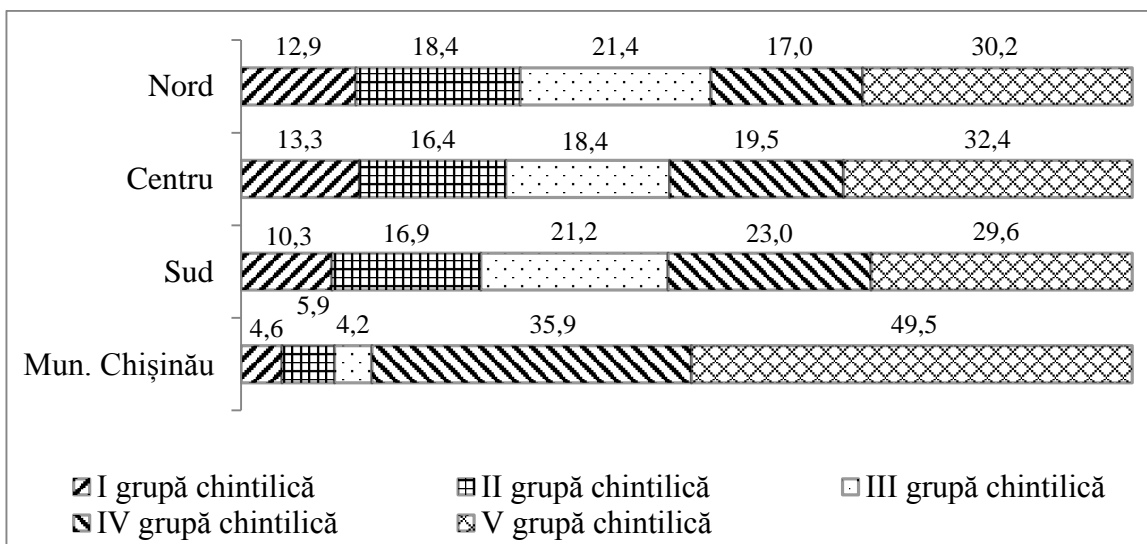 12,9 18,4 21,4 17,0 30,2
Nord
13,3 16,4 18,4 19,5 32,4
Centru
10,3 16,9 21,2 23,0 29,6
Sud
4,6 5,9 4,2 35,9 49,5
Mun. Chișinău
I grupă chintilică II grupă chintilică III grupă chintilică
IV grupă chintilică V grupă chintilică